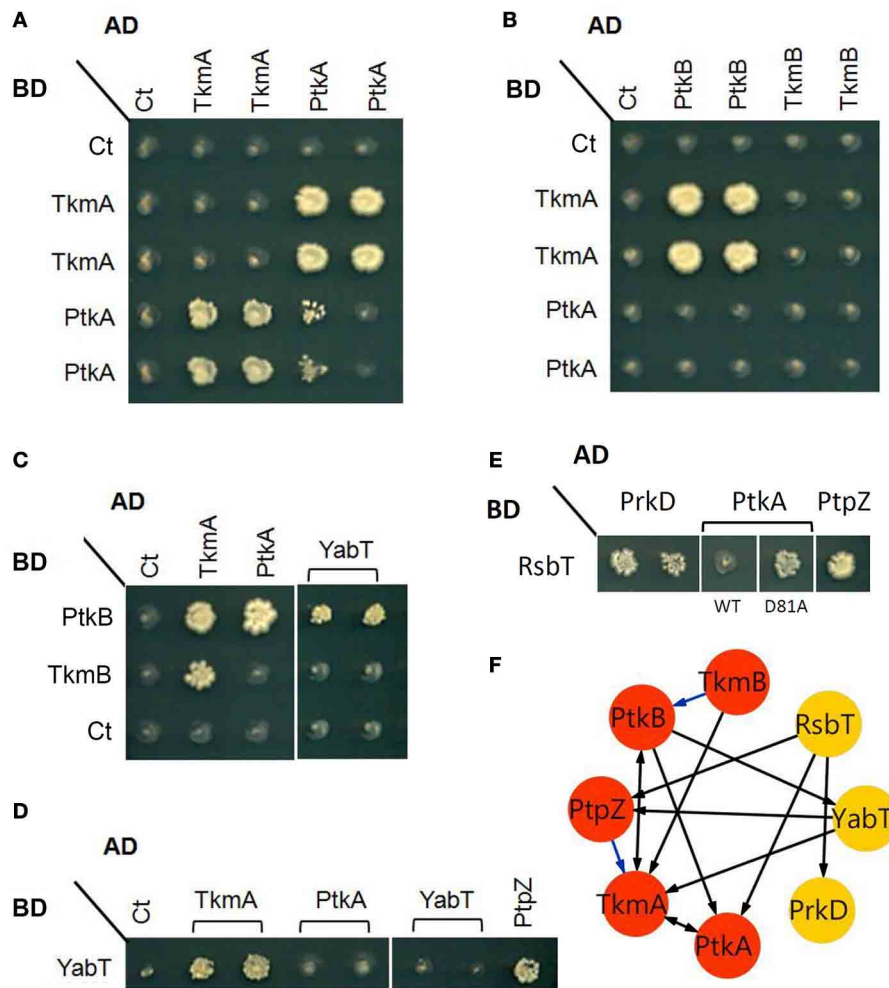 A
AD
BD
Ct
TkmA
TkmA
PtkA
PtkA
Ct
TkmA
TkmA
PtkA
PtkA
B
AD
BD
Ct
PtkB
PtkB
TkmB
TkmB
Ct
TkmA
TkmA
PtkA
PtkA
C
AD
BD
Ct
TkmA
PtkA
YabT
PtkB
TkmB
Ct
D
AD
BD
Ct
TkmA
PtkA
YabT
PtpZ
YabT
E
AD
BD
PrkD
PtkA
PtpZ
RsbT
WT
D81A
F
TkmB
PtkB
RsbT
PtpZ
YabT
TkmA
PrkD
PtkA